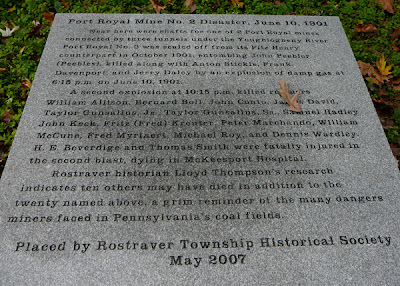 Port Royal Mine No. 2 Disaster, June 10, 1901
Near here were shafts for one of 2 Port Royal mines
connected by three tunnels under the Youghiogheny River.
Port Royal No. 2 was sealed off from its Fitz Henry
counterpart in October 1901, entombing John Peebler
(Peebles), killed along with Anton Stickle, Frank
Davenport, and Jerry Daley by an explosion of damp gas at
6:15 p.m. on June 10, 1901.
A second explosion at 10:15 p.m. killed rescuers
William Allison, Bernard Boll, John Cunto, David,
Taylor Gunsallus, Jr., Taylor Gunsallus, Sr., Samuel Hadley
John Keck, Fritz (Fred) Krouter, Pete Marchando, William
McCune, Fred Myriaert, Michael Roy, and Dennis Wardley.
H. E. Beverdige and Thomas Smith were fatally injured in
the second blast, dying in McKeesport Hospital.
Rostraver historian Lloyd Thompson's research
indicates ten others may have died in addition to the
twenty named above, a grim reminder of the many dangers
miners faced in Pennsylvania's coal fields.
Placed by Rostraver Township Historical Society
May 2007